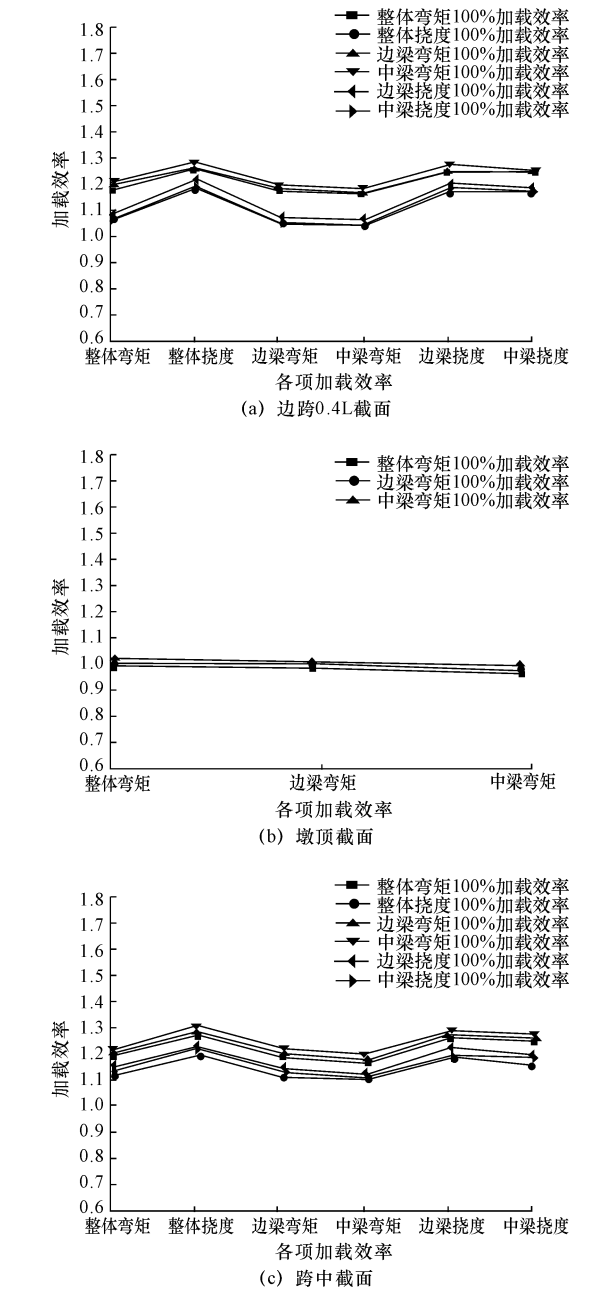 整体弯矩100%加载效率
整体挠度100%加载效率
边梁弯矩100%加载效率
中梁弯矩100%加载效率
边梁挠度100%加载效率
中梁挠度100%加载效率
1.8
1.7
1.6
1.5
1.4
1.3
1.2
1.1
1.0
0.9
0.8
0.7
0.6
加载效率
整体弯矩 整体挠度 边梁弯矩 中梁弯矩 边梁挠度 中梁挠度
各项加载效率
(a) 边跨0.4L截面
整体弯矩100%加载效率
边梁弯矩100%加载效率
中梁弯矩100%加载效率
1.8
1.7
1.6
1.5
1.4
1.3
1.2
1.1
1.0
0.9
0.8
0.7
0.6
加载效率
整体弯矩 边梁弯矩 中梁弯矩
各项加载效率
(b) 墩顶截面
整体弯矩100%加载效率
整体挠度100%加载效率
边梁弯矩100%加载效率
中梁弯矩100%加载效率
边梁挠度100%加载效率
中梁挠度100%加载效率
1.8
1.7
1.6
1.5
1.4
1.3
1.2
1.1
1.0
0.9
0.8
0.7
0.6
加载效率
整体弯矩 整体挠度 边梁弯矩 中梁弯矩 边梁挠度 中梁挠度
各项加载效率
(c) 跨中截面